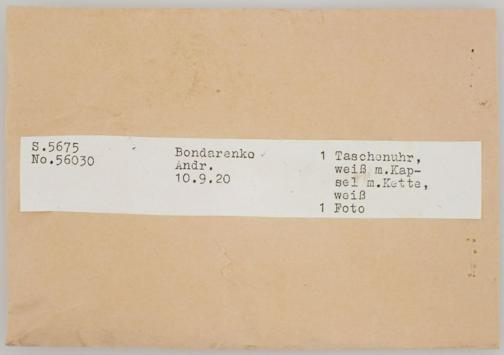 S.5675
No.56030
Bondarenko
Andr.
10.9.20
1 Taschenuhr,
weiß m.Kap-
sel m.Kette,
weiß
1 Foto